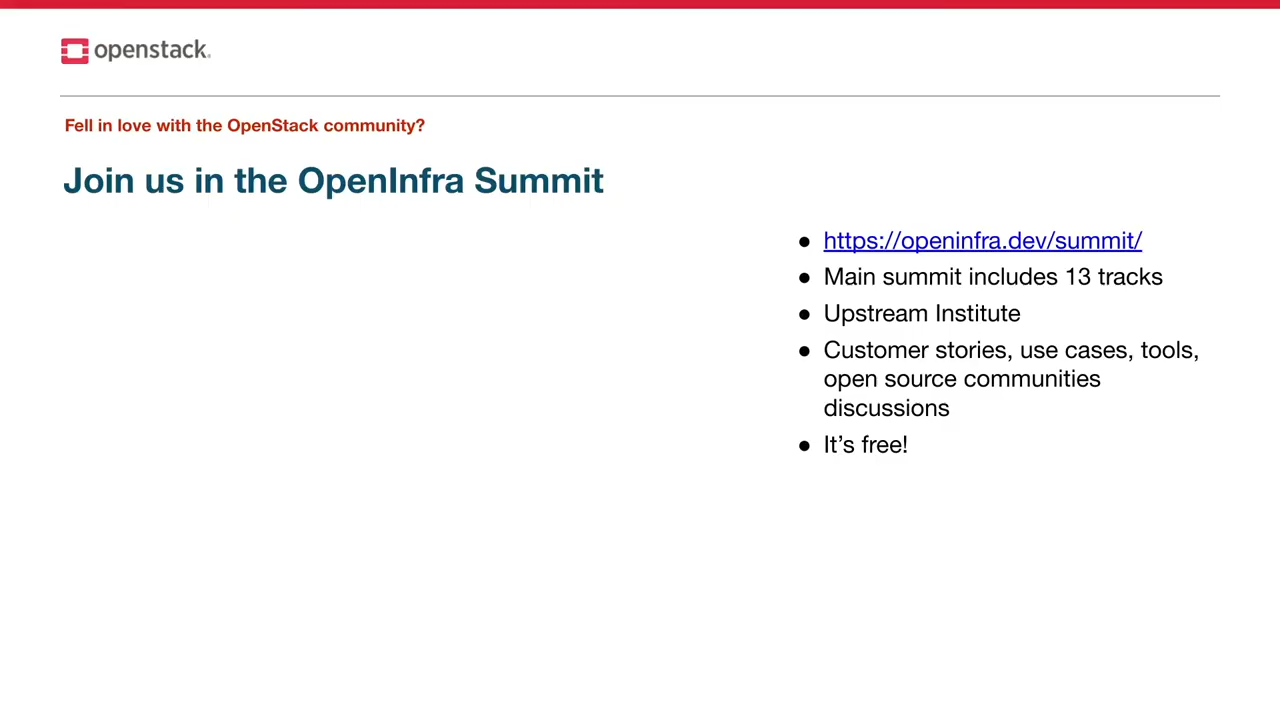 openstack.
Fell in love with the OpenStack community?
Join us in the OpenInfra Summit
● https://openinfra.dev/summit/
● Main summit includes 13 tracks
● Upstream Institute
● Customer stories, use cases, tools,
open source communities
discussions
● It’s free!